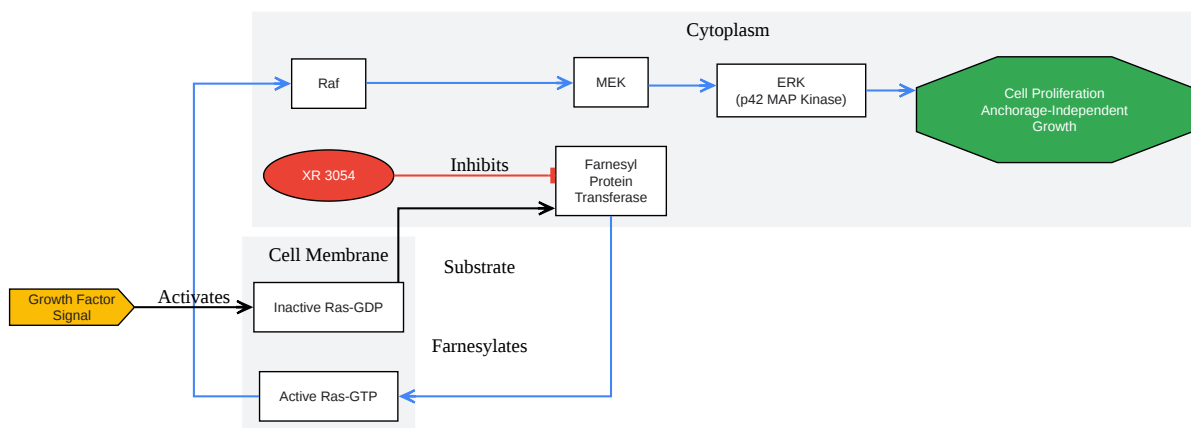 Cytoplasm
Raf
MEK
ERK
(p42 MAP Kinase)
Cell Proliferation
Anchorage-Independent
Growth
XR 3054
Inhibits
Farnesyl
Protein
Transferase
Cell Membrane
Substrate
Growth Factor
Signal
Activates
Inactive Ras-GDP
Farnesylates
Active Ras-GTP